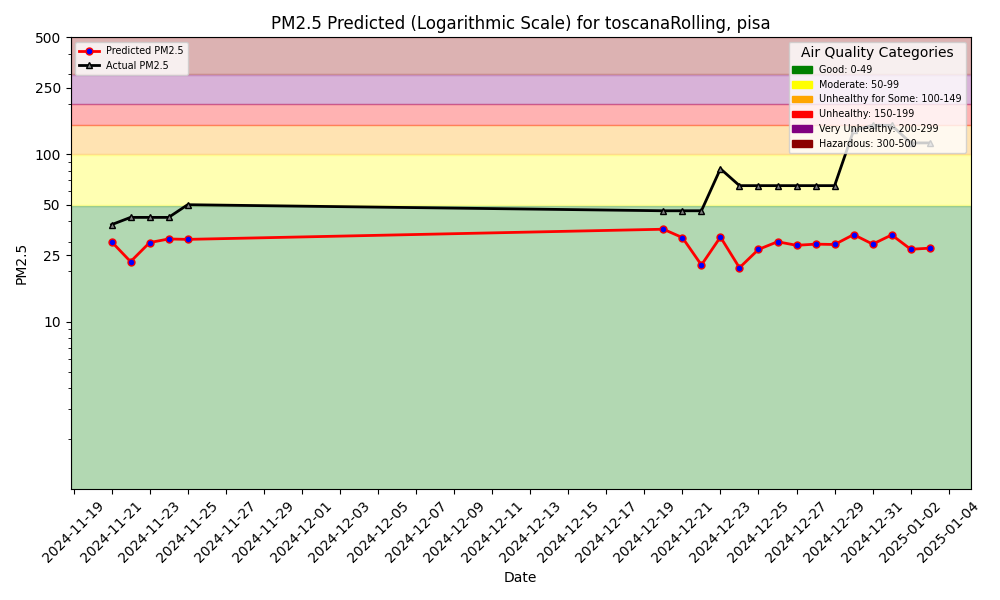 PM2.5 Predicted (Logarithmic Scale) for toscanaRolling, pisa
Predicted PM2.5
Actual PM2.5
Air Quality Categories
Good: 0-49
Moderate: 50-99
Unhealthy for Some: 100-149
Unhealthy: 150-199
Very Unhealthy: 200-299
Hazardous: 300-500
500
250
100
50
25
10
PM2.5
2024-11-19
2024-11-21
2024-11-23
2024-11-25
2024-11-27
2024-11-29
2024-12-01
2024-12-03
2024-12-05
2024-12-07
2024-12-09
2024-12-11
2024-12-13
2024-12-15
2024-12-17
2024-12-19
2024-12-21
2024-12-23
2024-12-25
2024-12-27
2024-12-29
2024-12-31
2025-01-02
2025-01-04
Date